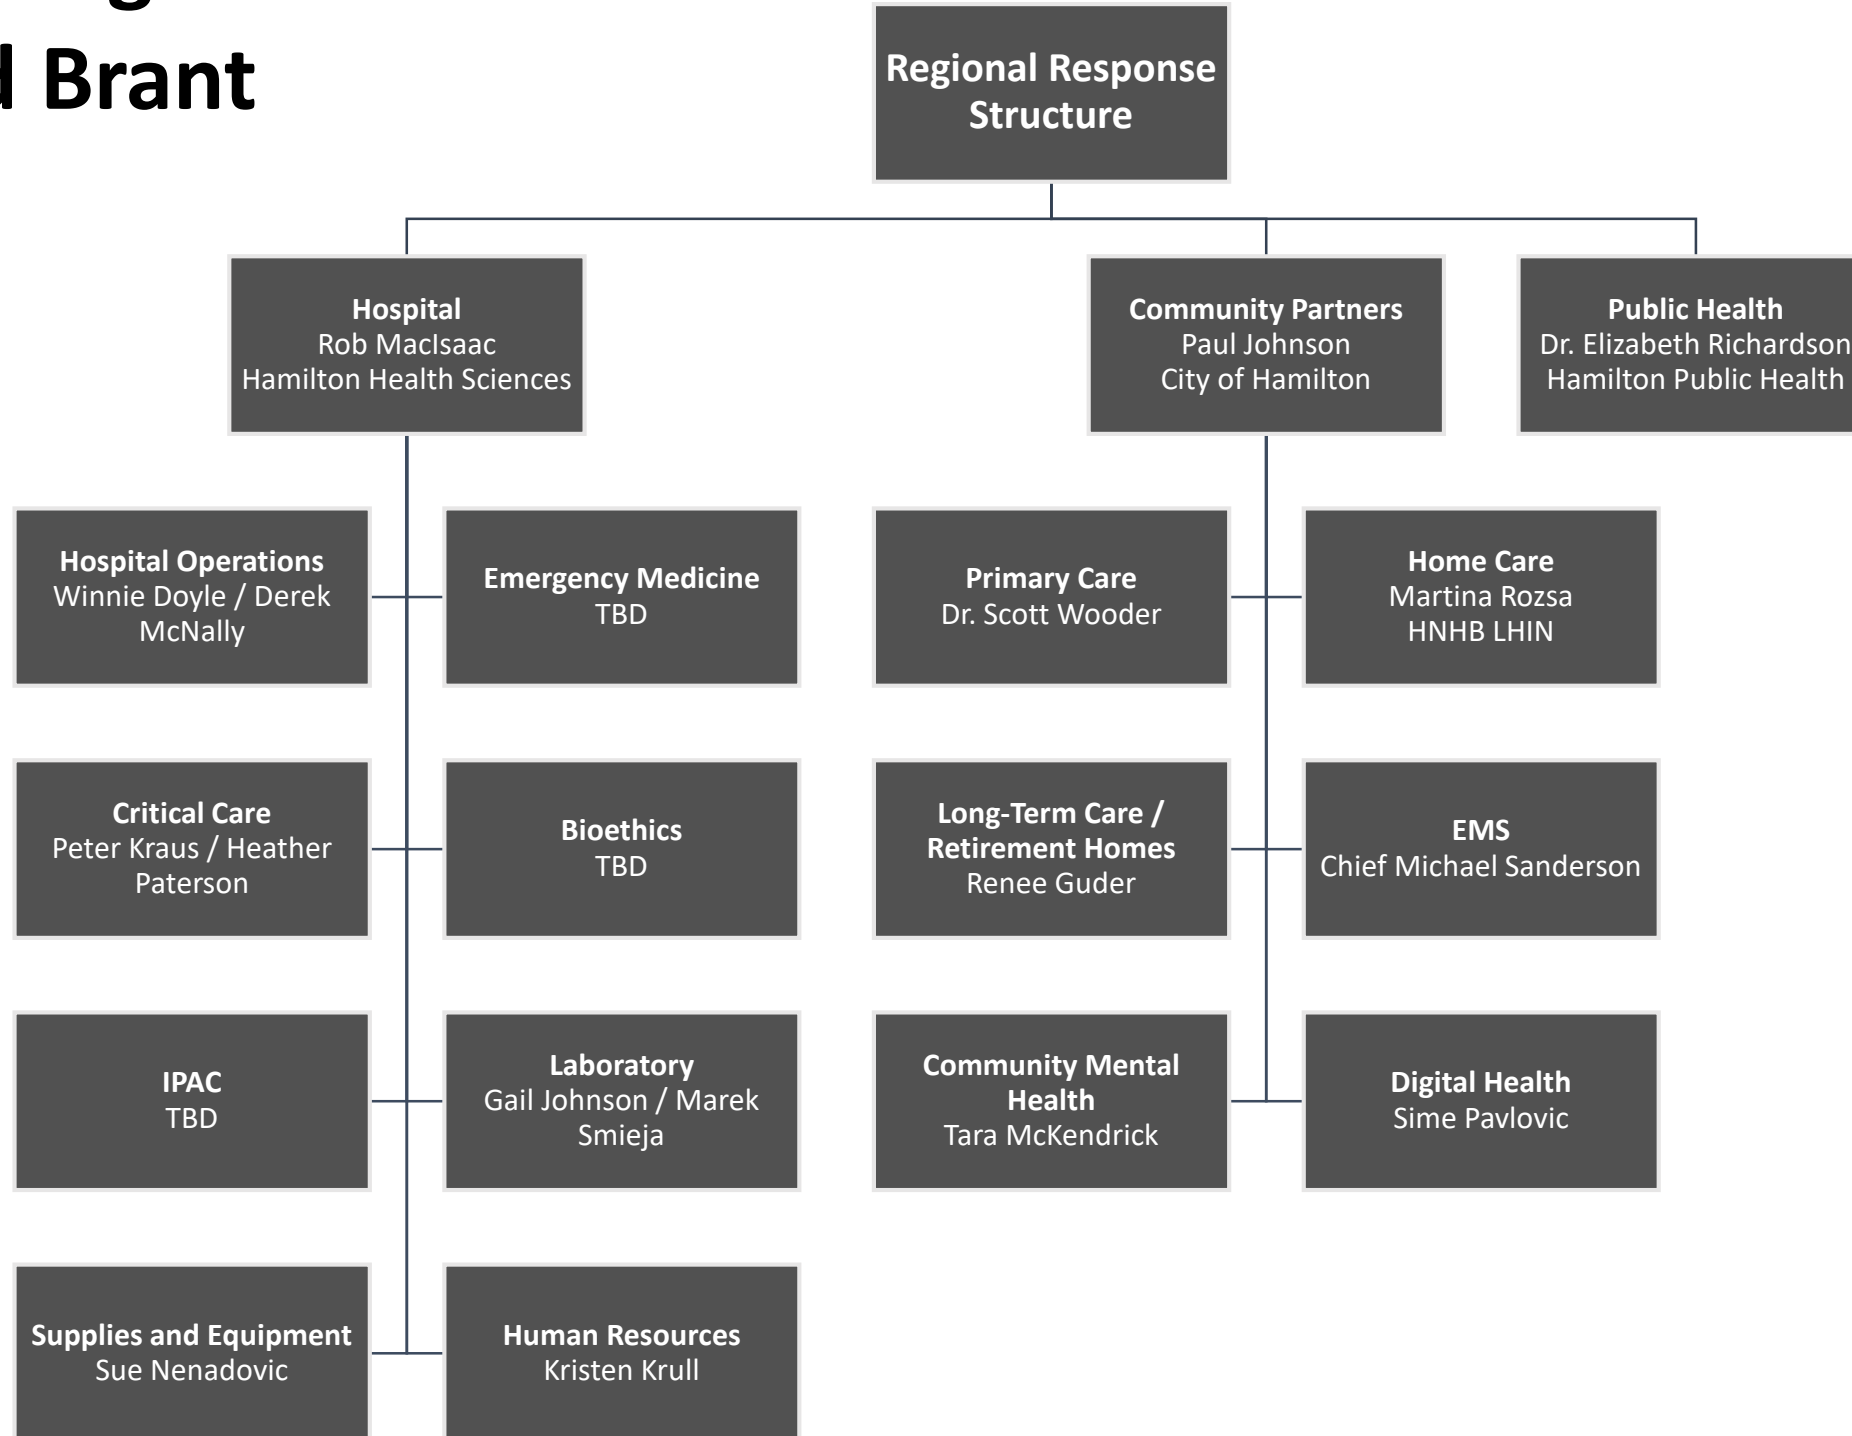 Brant
Regional Response
Structure
Hospital
Rob MacIsaac
Hamilton Health Sciences
Community Partners
Paul Johnson
City of Hamilton
Public Health
Dr. Elizabeth Richardson
Hamilton Public Health
Hospital Operations
Winnie Doyle / Derek
McNally
Emergency Medicine
TBD
Primary Care
Dr. Scott Wooder
Home Care
Martina Rozsa
HNHB LHIN
Critical Care
Peter Kraus / Heather
Paterson
Bioethics
TBD
Long-Term Care /
Retirement Homes
Renee Guder
EMS
Chief Michael Sanderson
IPAC
TBD
Laboratory
Gail Johnson / Marek
Smieja
Community Mental
Health
Tara McKendrick
Digital Health
Sime Pavlovic
Supplies and Equipment
Sue Nenadovic
Human Resources
Kristen Krull